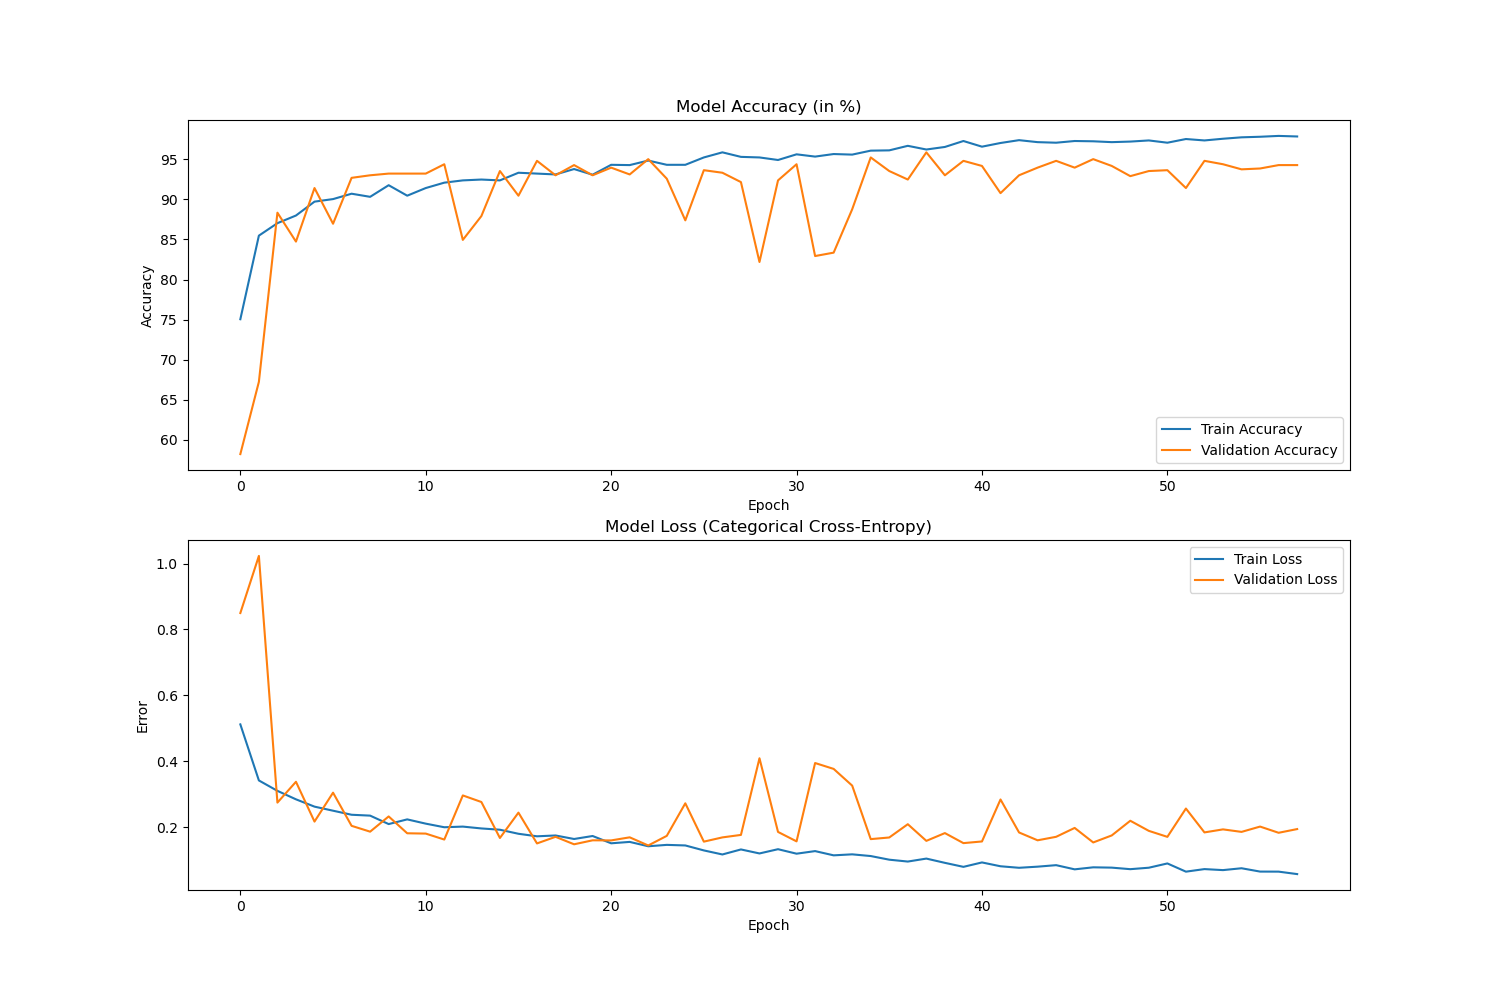 Model Accuracy (in %)
95
90
85
80
75
70
65
60
Accuracy
Train Accuracy
Validation Accuracy
0 10 20 30 40 50
Epoch
Model Loss (Categorical Cross-Entropy)
1.0
0.8
0.6
0.4
0.2
Error
Train Loss
Validation Loss
0 10 20 30 40 50
Epoch